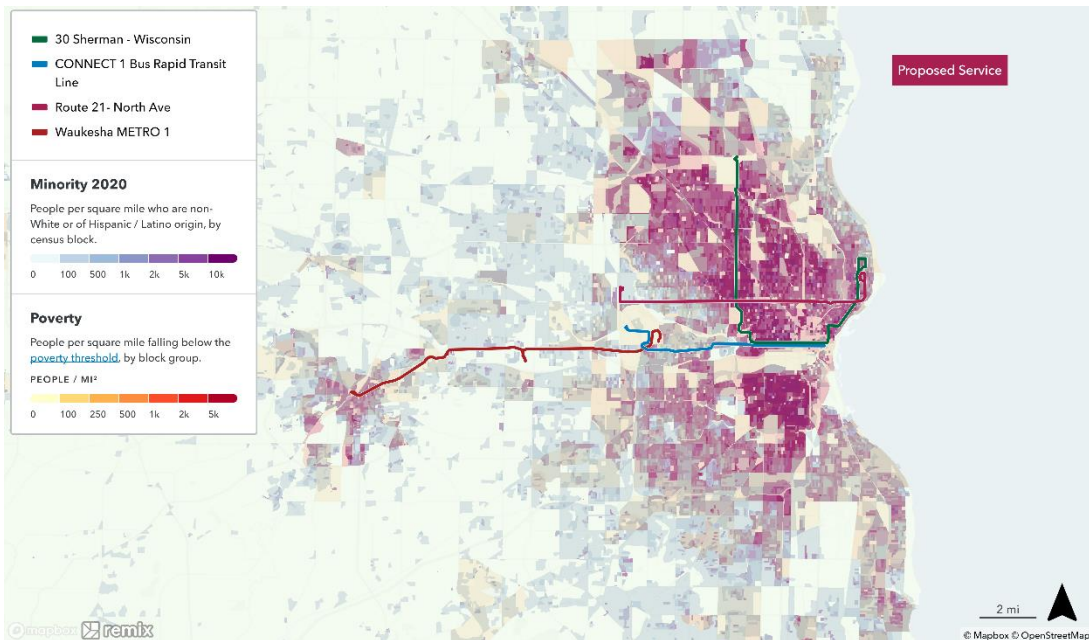 30 Sherman - Wisconsin
CONNECT 1 Bus Rapid Transit
Line
Route 21- North Ave
Waukesha METRO 1
Minority 2020
People per square mile who are non-
White or of Hispanic / Latino origin, by
census block.
0 100 500 1k 2k 5k 10k
Poverty
People per square mile falling below the
poverty threshold, by block group.
PEOPLE / MI²
0 100 250 500 1k 2k 5k
Proposed Service
2 mi
mapbox remix
© Mapbox © OpenStreetMap